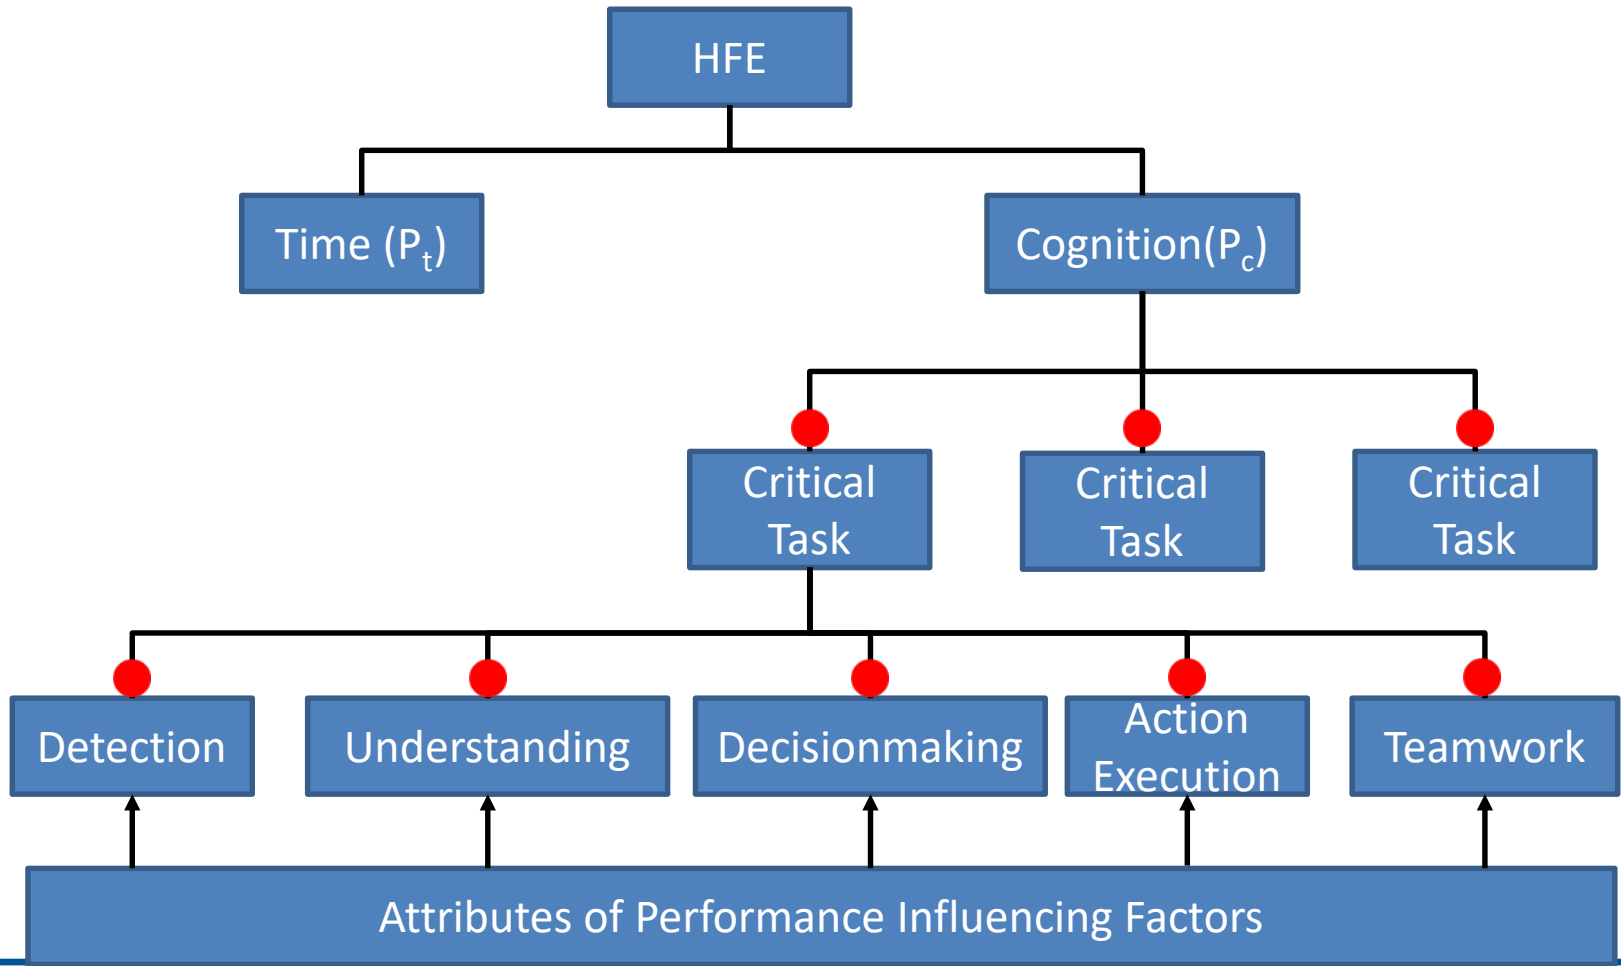 HFE
Time (Pt)
Cognition(Pc)
Critical
Task
Critical
Task
Critical
Task
Detection
Understanding
Decisionmaking
Action
Execution
Teamwork
Attributes of Performance Influencing Factors